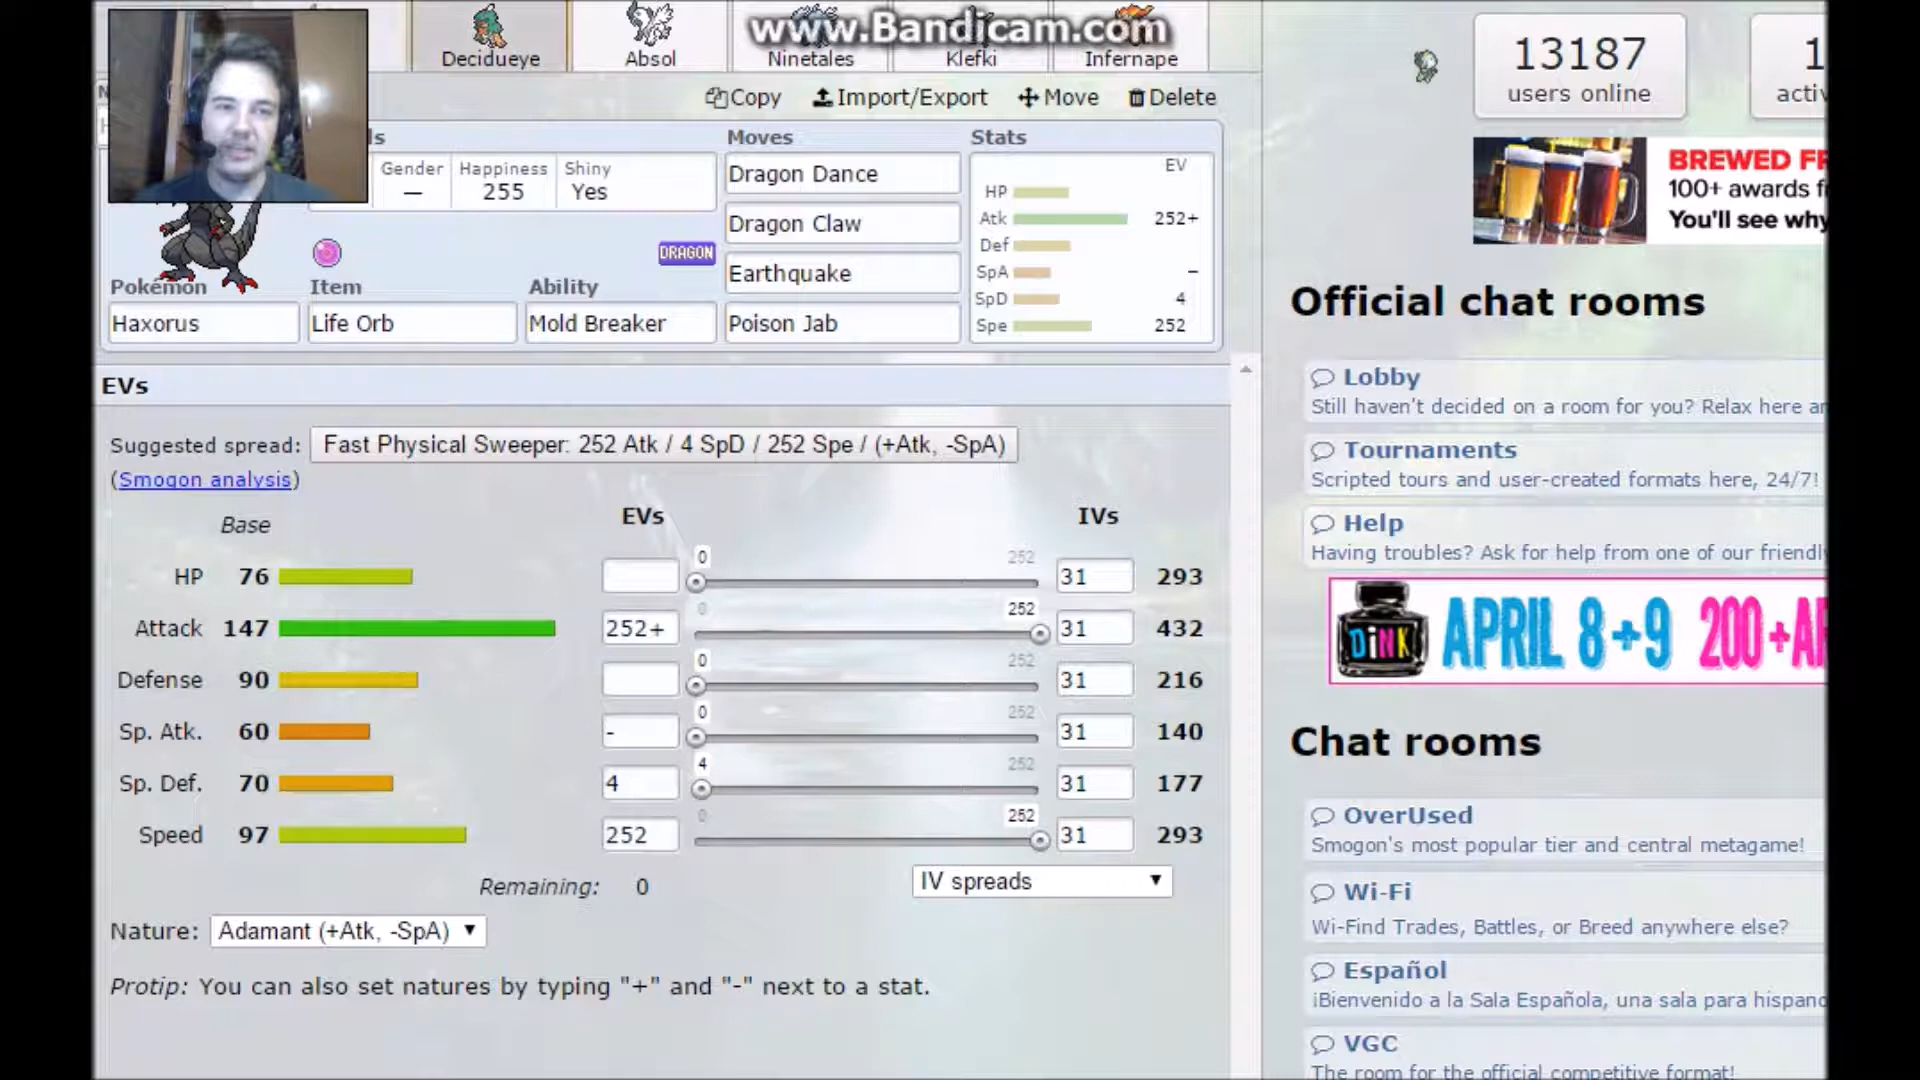 www.Bandicam.com
Decidueye
Absol
Ninetales
Klefki
Infernape
Copy
Import/Export
Move
Delete
Gender
—
Happiness
255
Shiny
Yes
DRAGON
Pokémon
Haxorus
Item
Life Orb
Ability
Mold Breaker
Moves
Dragon Dance
Dragon Claw
Earthquake
Poison Jab
Stats
EV
HP
Atk 252+
Def
SpA –
SpD 4
Spe 252
EVs
Suggested spread: Fast Physical Sweeper: 252 Atk / 4 SpD / 252 Spe / (+Atk, -SpA)
(Smogon analysis)
Base EVs IVs
HP 76 0 252 31 293
Attack 147 252+ 0 252 31 432
Defense 90 0 252 31 216
Sp. Atk. 60 - 0 252 31 140
Sp. Def. 70 4 4 252 31 177
Speed 97 252 0 252 31 293
Remaining: 0
IV spreads
Nature: Adamant (+Atk, -SpA)
Protip: You can also set natures by typing "+" and "-" next to a stat.
13187
users online
BREWED
100+ awards
You'll see why
Official chat rooms
Lobby
Still haven't decided on a room for you? Relax here
Tournaments
Scripted tours and user-created formats here, 24/7!
Help
Having troubles? Ask for help from one of our friendly
DiNK
APRIL 8+9 200+
Chat rooms
OverUsed
Smogon's most popular tier and central metagame!
Wi-Fi
Wi-Find Trades, Battles, or Breed anywhere else?
Español
¡Bienvenido a la Sala Española, una sala para
VGC
The room for the official competitive format!